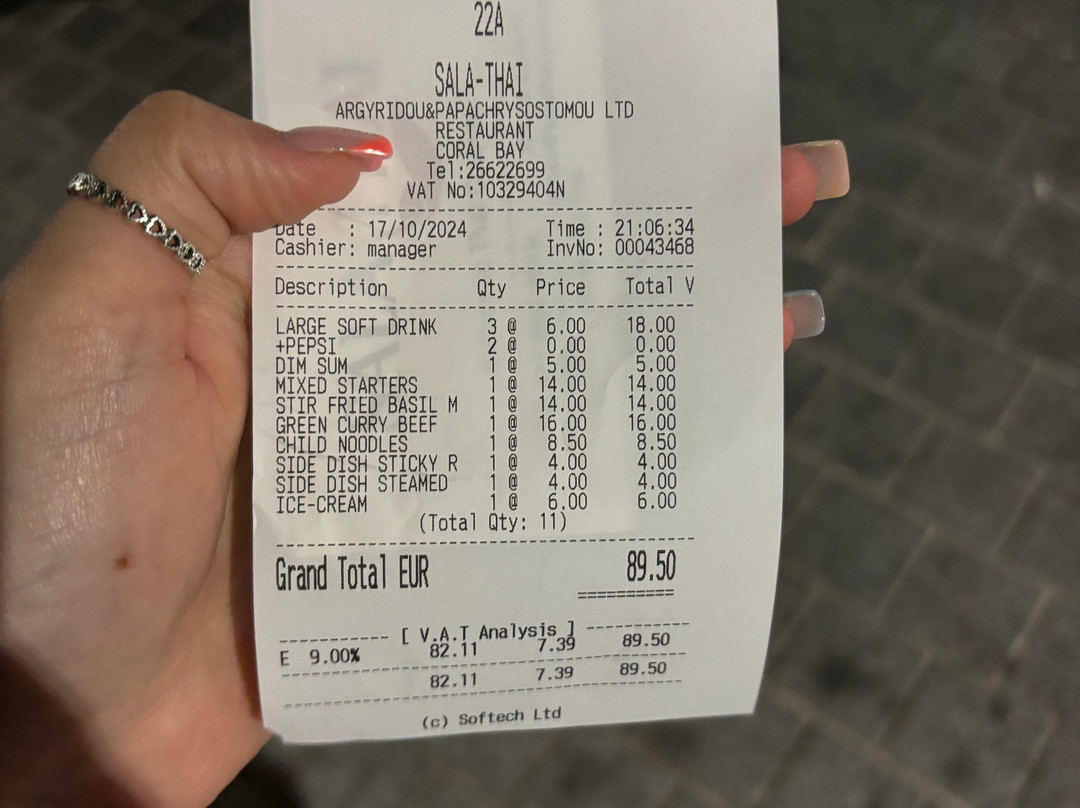 22A
SALA-THAI
ARGYRIDOU&PAPACHRYSOSTOMOU LTD
RESTAURANT
CORAL BAY
Tel:26622699
VAT No:10329404N
Date : 17/10/2024 Time : 21:06:34
Cashier: manager InvNo: 00043468
Description Qty Price Total V
LARGE SOFT DRINK 3 @ 6.00 18.00
+PEPSI 2 @ 0.00 0.00
DIM SUM 1 @ 5.00 5.00
MIXED STARTERS 1 @ 14.00 14.00
STIR FRIED BASIL M 1 @ 14.00 14.00
GREEN CURRY BEEF 1 @ 16.00 16.00
CHILD NOODLES 1 @ 8.50 8.50
SIDE DISH STICKY R 1 @ 4.00 4.00
SIDE DISH STEAMED 1 @ 4.00 4.00
ICE-CREAM 1 @ 6.00 6.00
(Total Qty: 11)
Grand Total EUR 89.50
==========
---------- [ V.A.T Analysis ] ----------
E 9.00% 82.11 7.39 89.50
82.11 7.39 89.50
(c) Softech Ltd